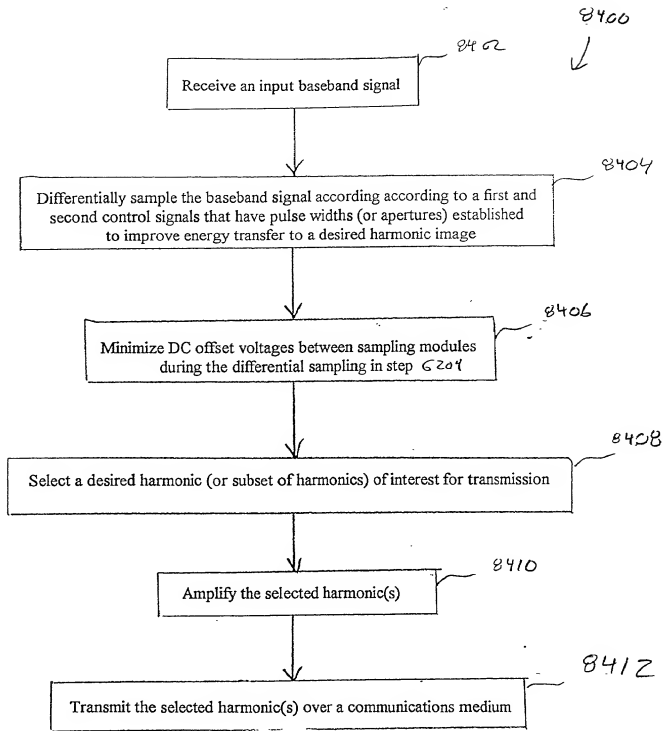 8400
8402
Receive an input baseband signal
8404
Differentially sample the baseband signal according according to a first and
second control signals that have pulse widths (or apertures) established
to improve energy transfer to a desired harmonic image
8406
Minimize DC offset voltages between sampling modules
during the differential sampling in step 6204
8408
Select a desired harmonic (or subset of harmonics) of interest for transmission
8410
Amplify the selected harmonic(s)
8412
Transmit the selected harmonic(s) over a communications medium